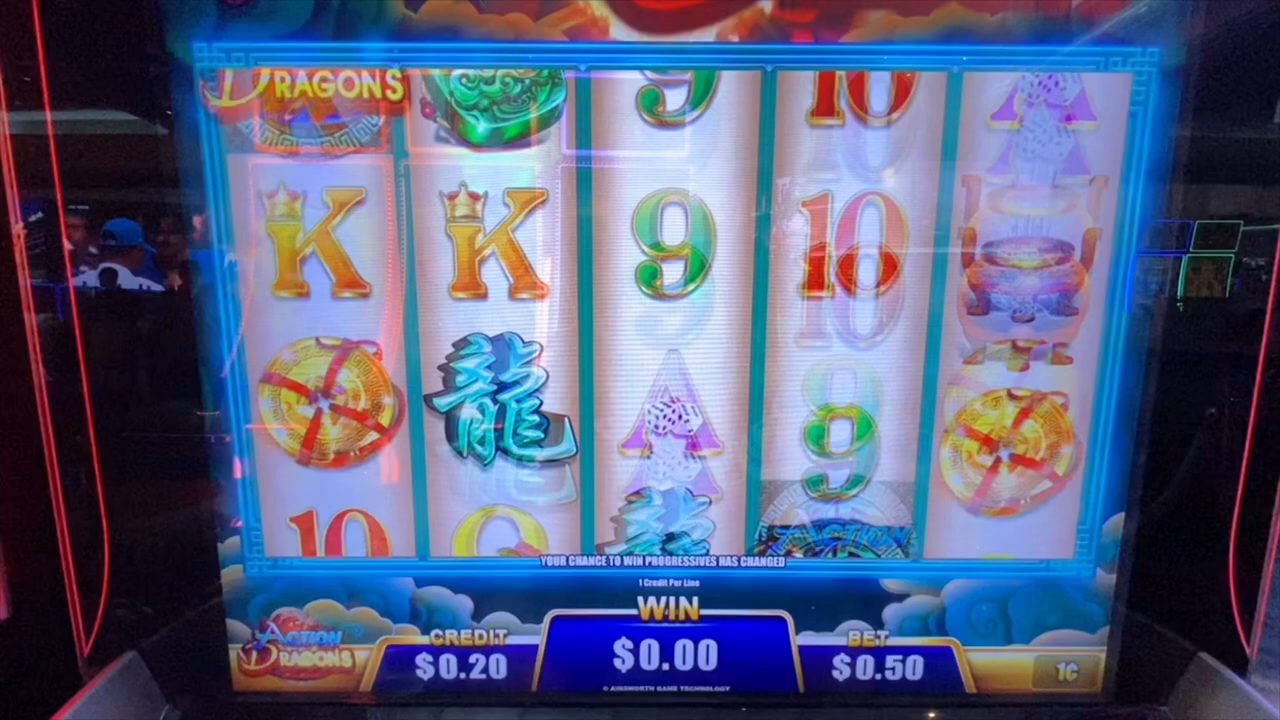 DRAGONS
9
10
A
K
K
9
10
龍
A
9
10
龍
ACTION
YOUR CHANCE TO WIN PROGRESSIVES HAS CHANGED
1 Credit Per Line
WIN
ACTION
DRAGONS
CREDIT
$0.20
$0.00
BET
$0.50
1¢
© AINSWORTH GAME TECHNOLOGY